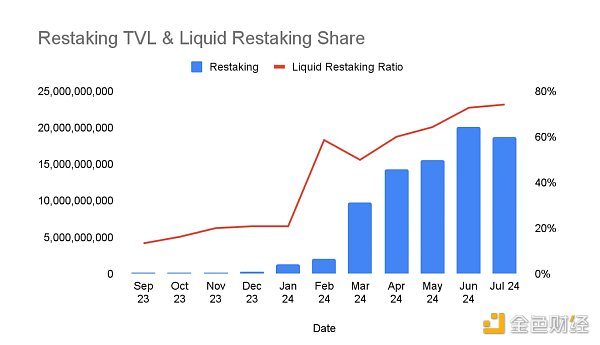 Restaking TVL & Liquid Restaking Share
Restaking
Liquid Restaking Ratio
25,000,000,000
20,000,000,000
15,000,000,000
10,000,000,000
5,000,000,000
0
80%
60%
40%
20%
0%
Sep 23
Oct 23
Nov 23
Dec 23
Jan 24
Feb 24
Mar 24
Apr 24
May 24
Jun 24
Jul 24
Date
金色财经